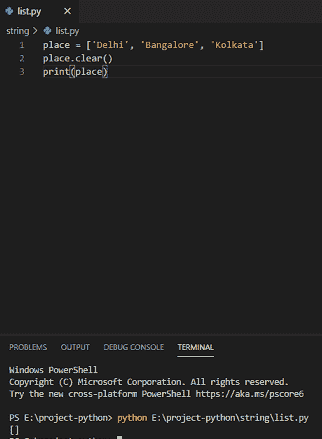 list.py ×
string > list.py
1 place = ['Delhi', 'Bangalore', 'Kolkata']
2 place.clear()
3 print(place)
PROBLEMS OUTPUT DEBUG CONSOLE TERMINAL
Windows PowerShell
Copyright (C) Microsoft Corporation. All rights reserved.
Try the new cross-platform PowerShell https://aka.ms/pscore6
PS E:\project-python> python E:\project-python\string\list.py
[]